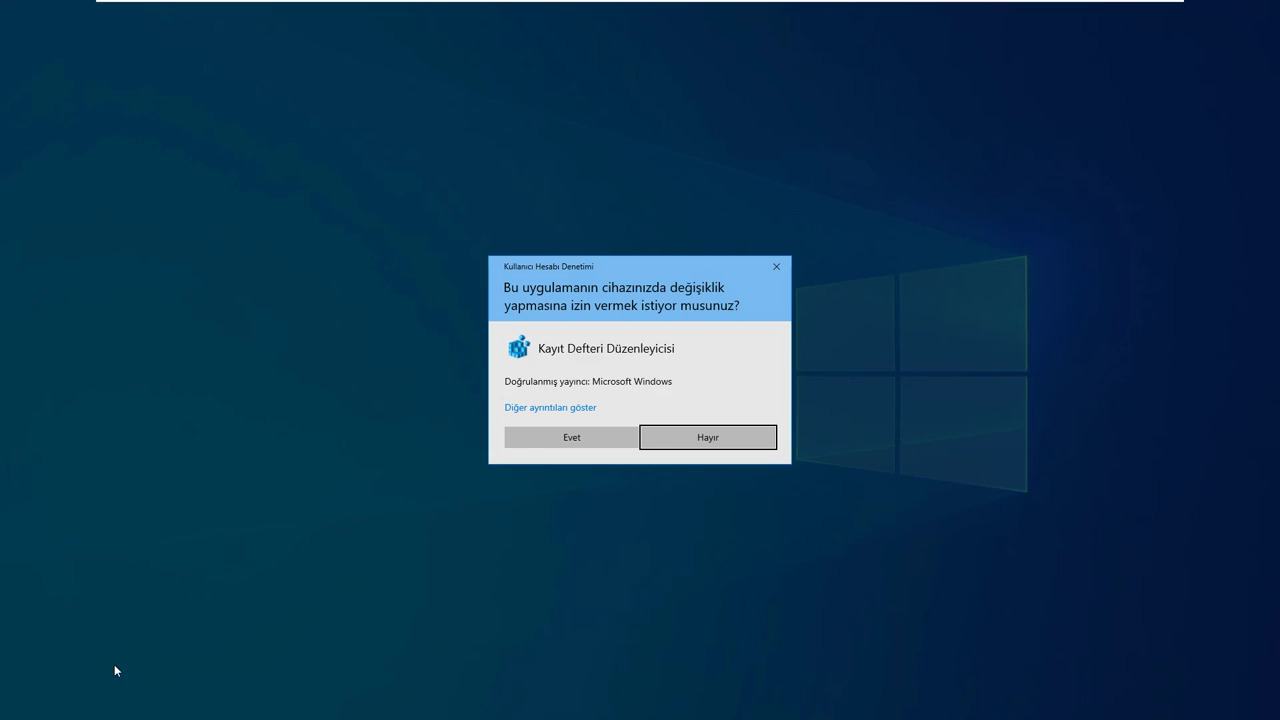 Kullanıcı Hesabı Denetimi
Bu uygulamanın cihazınızda değişiklik
yapmasına izin vermek istiyor musunuz?
Kayıt Defteri Düzenleyicisi
Doğrulanmış yayıncı: Microsoft Windows
Diğer ayrıntıları göster
Evet
Hayır